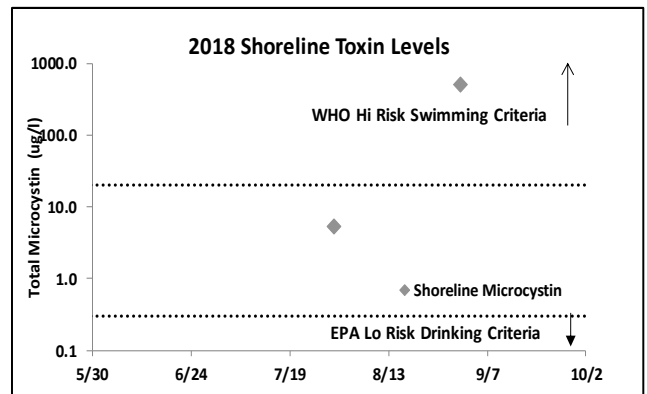 2018 Shoreline Toxin Levels
Total Microcystin (ug/l)
1000.0
100.0
10.0
1.0
0.1
WHO Hi Risk Swimming Criteria
Shoreline Microcystin
EPA Lo Risk Drinking Criteria
5/30 6/24 7/19 8/13 9/7 10/2